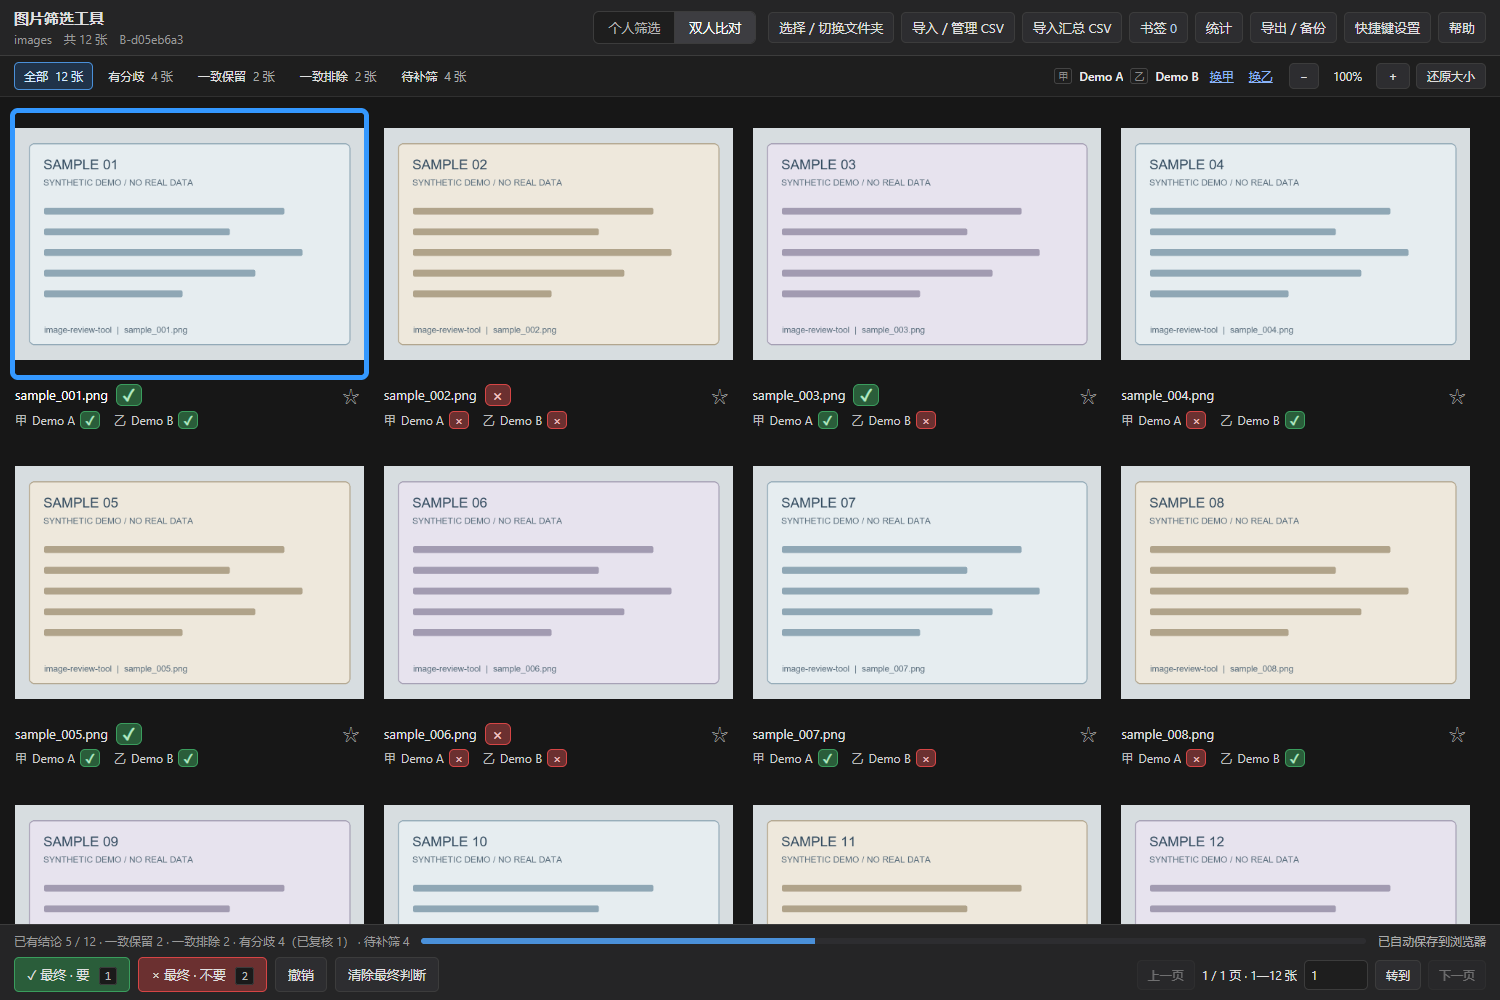 图片筛选工具
images 共 12 张 B-d05eb6a3
个人筛选 双人比对 选择 / 切换文件夹 导入 / 管理 CSV 导入汇总 CSV 书签 0 统计 导出 / 备份 快捷键设置 帮助
全部 12 张 有分歧 4 张 一致保留 2 张 一致排除 2 张 待补筛 4 张
甲 Demo A 乙 Demo B 换甲 换乙 − 100% + 还原大小
SAMPLE 01
SYNTHETIC DEMO / NO REAL DATA
image-review-tool | sample_001.png
SAMPLE 02
SYNTHETIC DEMO / NO REAL DATA
image-review-tool | sample_002.png
SAMPLE 03
SYNTHETIC DEMO / NO REAL DATA
image-review-tool | sample_003.png
SAMPLE 04
SYNTHETIC DEMO / NO REAL DATA
image-review-tool | sample_004.png
sample_001.png ✓ ☆
甲 Demo A ✓ 乙 Demo B ✓
sample_002.png × ☆
甲 Demo A × 乙 Demo B ×
sample_003.png ✓ ☆
甲 Demo A ✓ 乙 Demo B ×
sample_004.png ☆
甲 Demo A × 乙 Demo B ✓
SAMPLE 05
SYNTHETIC DEMO / NO REAL DATA
image-review-tool | sample_005.png
SAMPLE 06
SYNTHETIC DEMO / NO REAL DATA
image-review-tool | sample_006.png
SAMPLE 07
SYNTHETIC DEMO / NO REAL DATA
image-review-tool | sample_007.png
SAMPLE 08
SYNTHETIC DEMO / NO REAL DATA
image-review-tool | sample_008.png
sample_005.png ✓ ☆
甲 Demo A ✓ 乙 Demo B ✓
sample_006.png × ☆
甲 Demo A × 乙 Demo B ×
sample_007.png ☆
甲 Demo A ✓ 乙 Demo B ×
sample_008.png ☆
甲 Demo A × 乙 Demo B ✓
SAMPLE 09
SYNTHETIC DEMO / NO REAL DATA
SAMPLE 10
SYNTHETIC DEMO / NO REAL DATA
SAMPLE 11
SYNTHETIC DEMO / NO REAL DATA
SAMPLE 12
SYNTHETIC DEMO / NO REAL DATA
已有结论 5 / 12 · 一致保留 2 · 一致排除 2 · 有分歧 4（已复核 1） · 待补筛 4
已自动保存到浏览器
✓ 最终 · 要 1 × 最终 · 不要 2 撤销 清除最终判断
上一页 1 / 1 页 · 1—12 张 1 转到 下一页